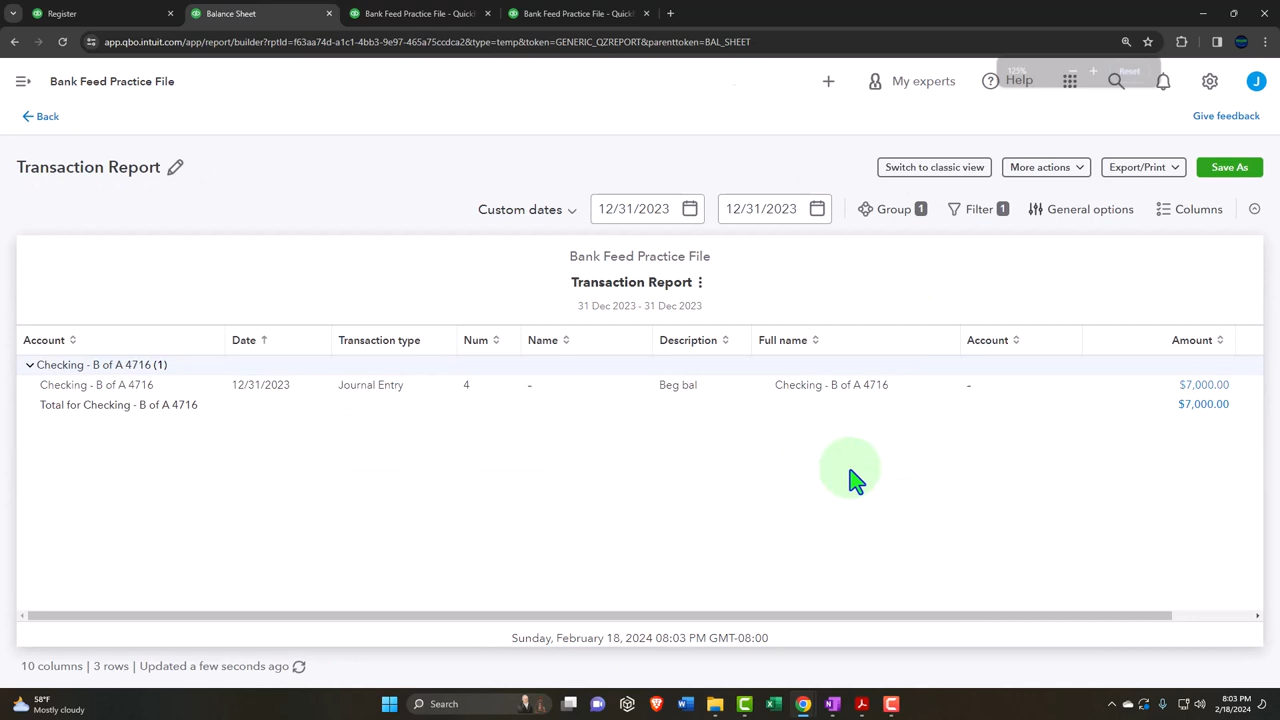 Register
Balance Sheet
Bank Feed Practice File - Quick
Bank Feed Practice File - Quick
app.qbo.intuit.com/app/report/builder?rptId=f63aa74d-a1c1-4bb3-9e97-465a75ccdca2&type=temp&token=GENERIC_QZREPORT&parenttoken=BAL_SHEET
Bank Feed Practice File
My experts
Help
125%
Reset
J
Back
Give feedback
Transaction Report
Switch to classic view
More actions
Export/Print
Save As
Custom dates
12/31/2023
12/31/2023
Group 1
Filter 1
General options
Columns
Bank Feed Practice File
Transaction Report
31 Dec 2023 - 31 Dec 2023
Account Date Transaction type Num Name Description Full name Account Amount
Checking - B of A 4716 (1)
Checking - B of A 4716 12/31/2023 Journal Entry 4 - Beg bal Checking - B of A 4716 - $7,000.00
Total for Checking - B of A 4716 $7,000.00
Sunday, February 18, 2024 08:03 PM GMT-08:00
10 columns | 3 rows | Updated a few seconds ago
58°F
Mostly cloudy
Search
8:03 PM
2/18/2024